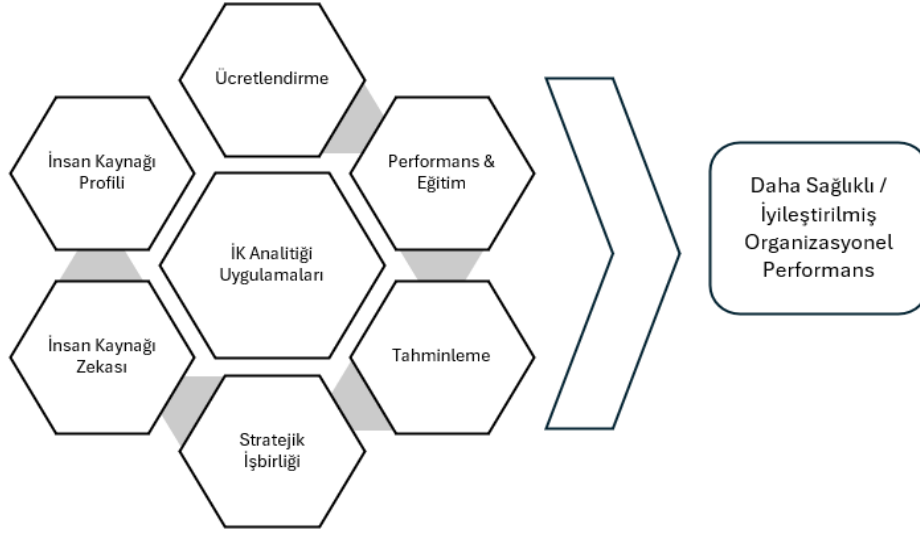 Ücretlendirme
İnsan Kaynağı
Profili
Performans &
Eğitim
İK Analitiği
Uygulamaları
İnsan Kaynağı
Zekası
Tahminleme
Stratejik
İşbirliği
Daha Sağlıklı /
İyileştirilmiş
Organizasyonel
Performans